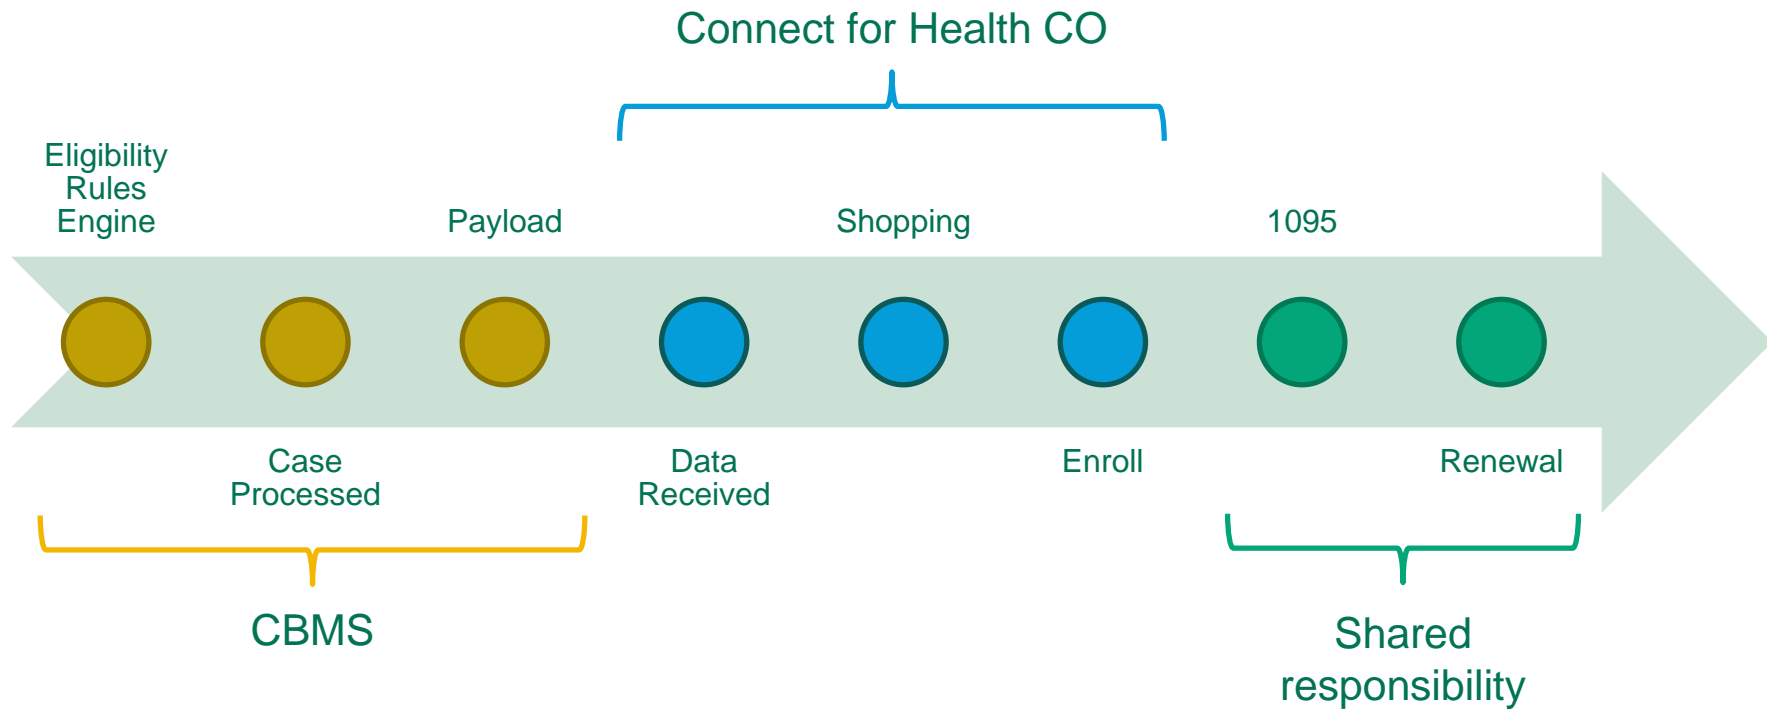 Connect for Health CO
Eligibility
Rules
Engine
Payload
Shopping
1095
Case
Processed
Data
Received
Enroll
Renewal
CBMS
Shared
responsibility